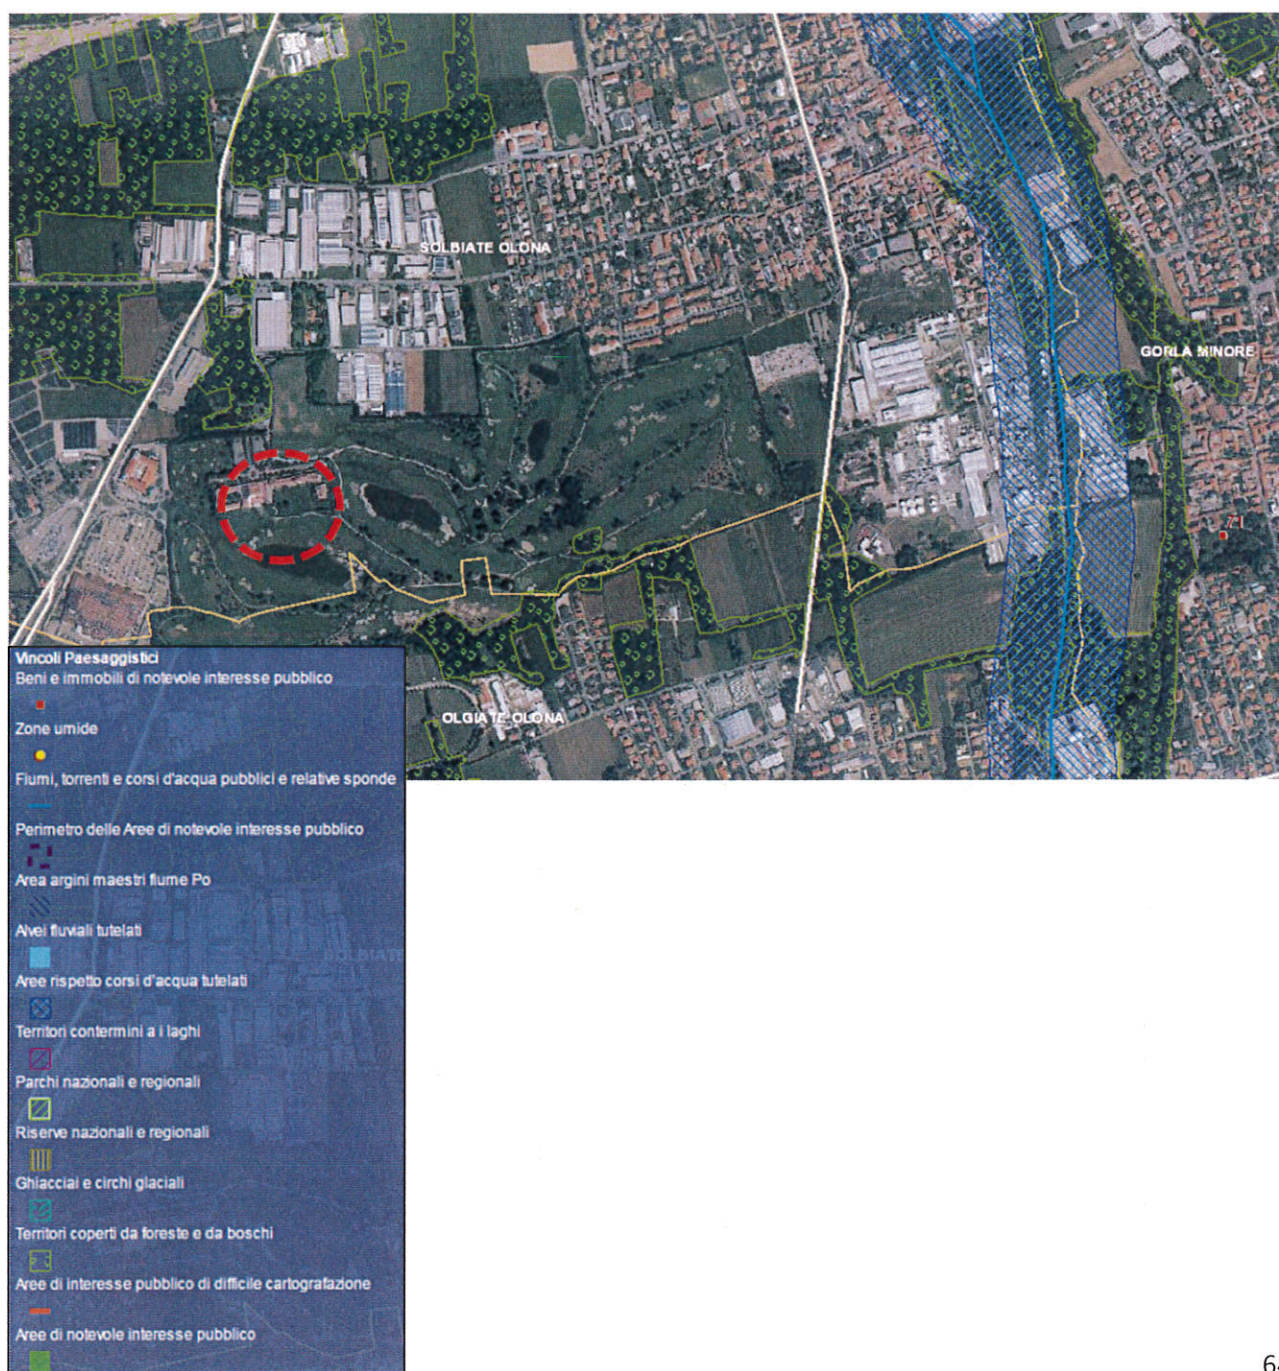 SOLBIATE OLONA
GORLA MINORE
71
OLGIATE OLONA
Vincoli Paesaggistici
Beni e immobili di notevole interesse pubblico
Zone umide
Fiumi, torrenti e corsi d'acqua pubblici e relative sponde
Perimetro delle Aree di notevole interesse pubblico
Area argini maestri fiume Po
Alvei fluviali tutelati
SOLBIATE
Aree rispetto corsi d'acqua tutelati
Territori contermini a i laghi
Parchi nazionali e regionali
Riserve nazionali e regionali
Ghiacciai e circhi glaciali
Territori coperti da foreste e da boschi
Aree di interesse pubblico di difficile cartografazione
Aree di notevole interesse pubblico